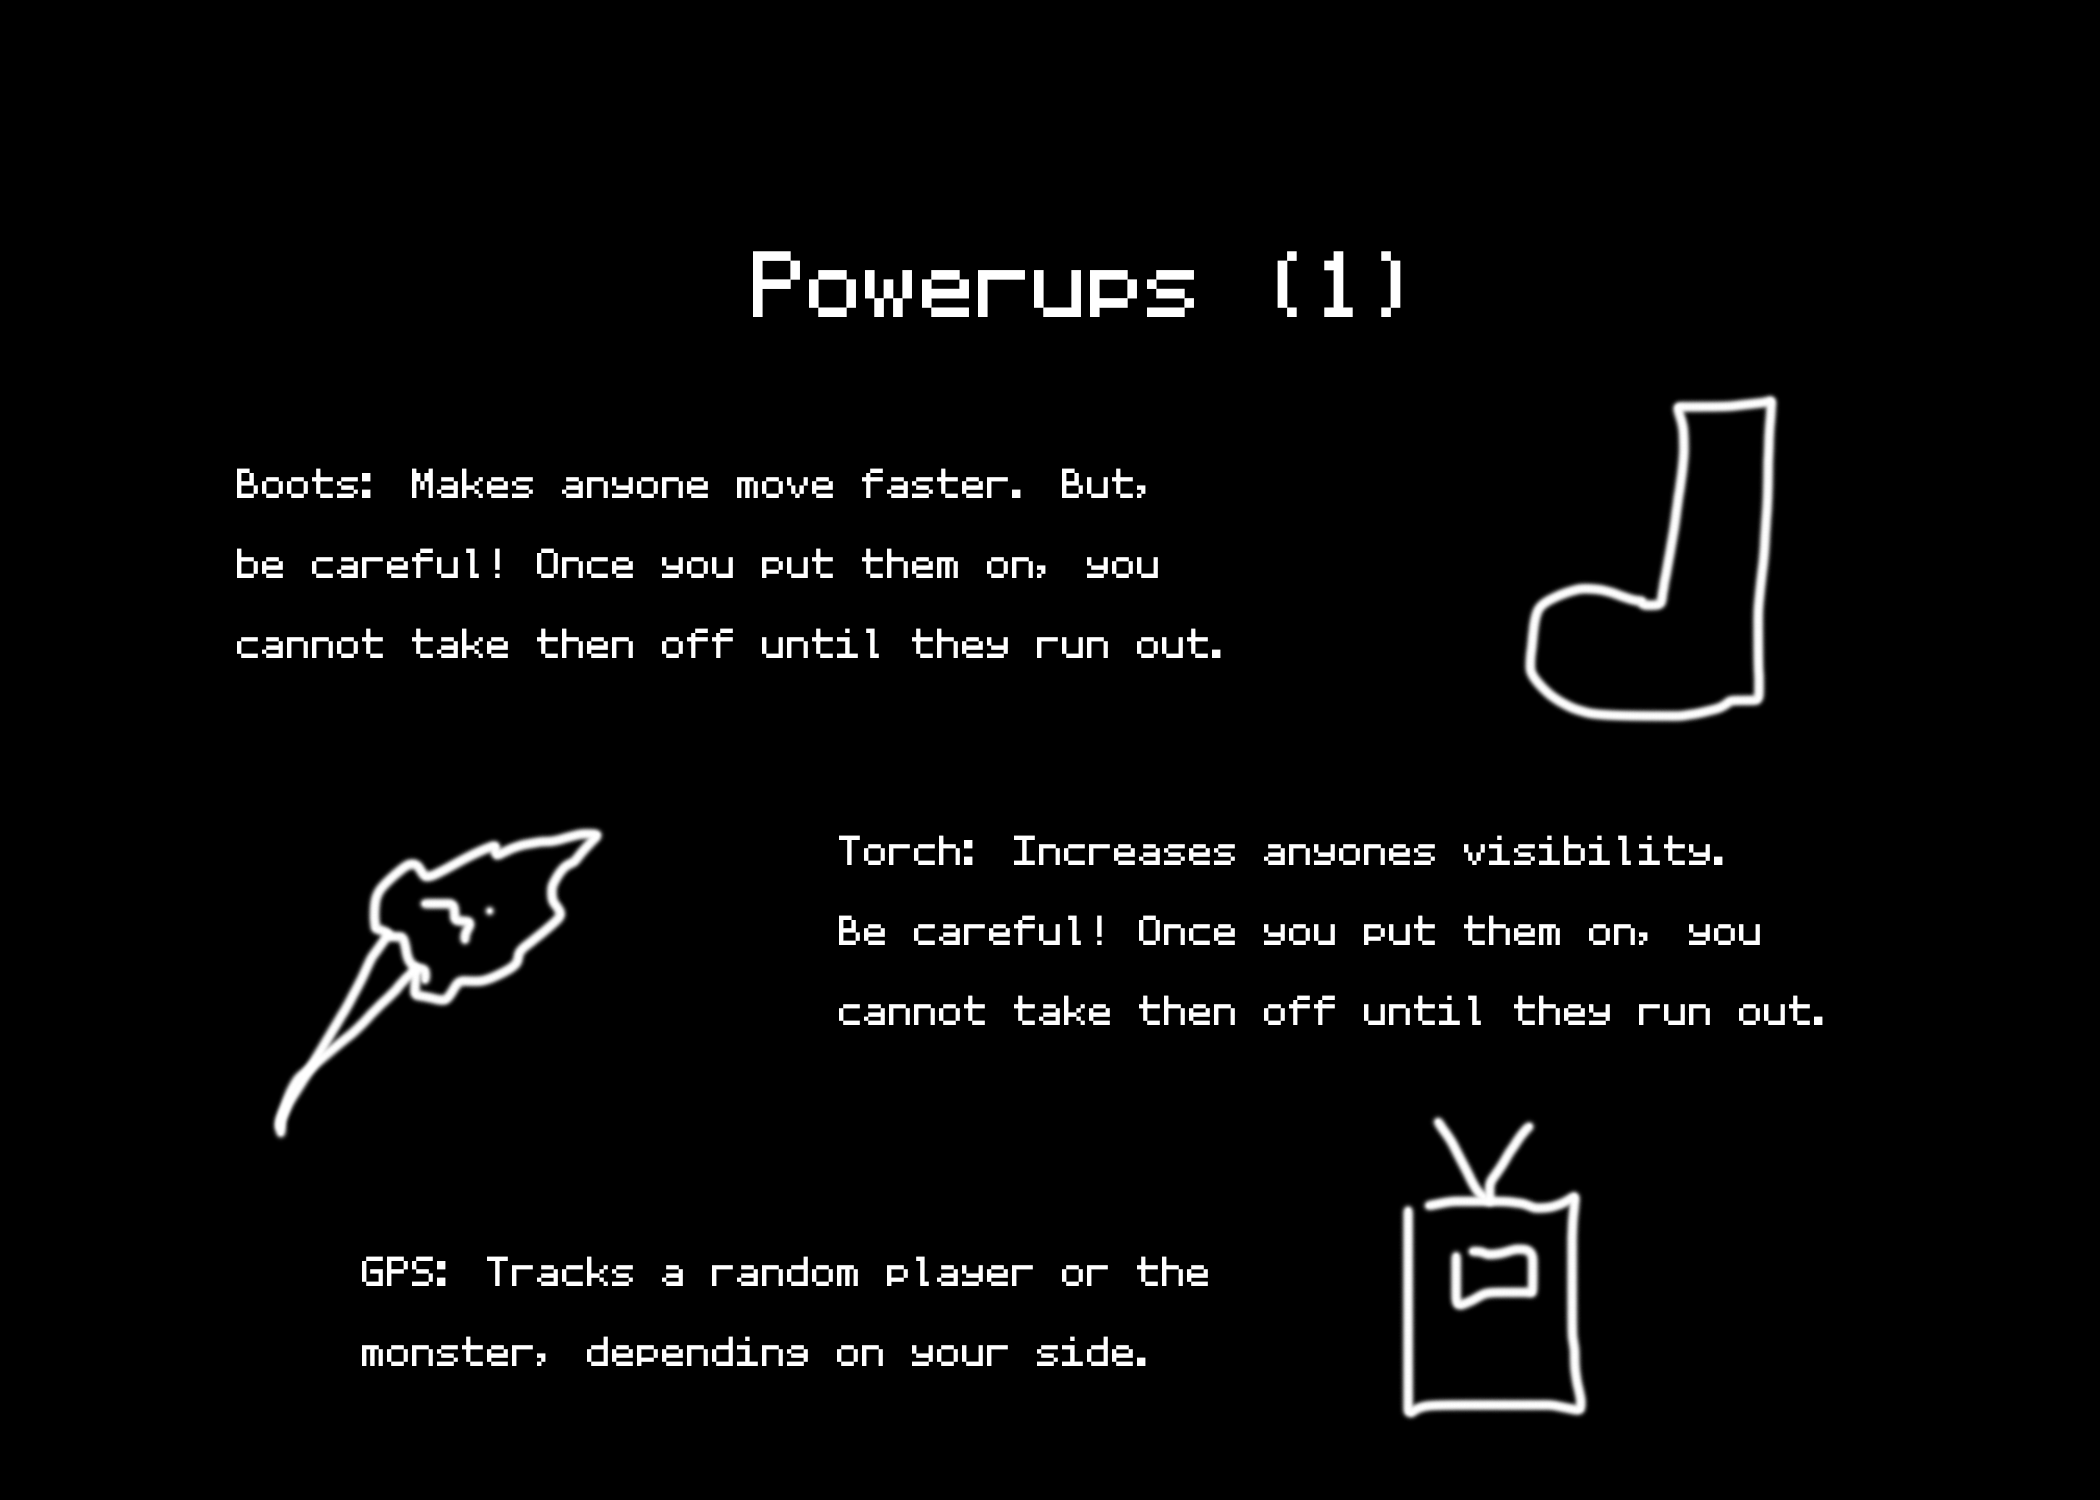 Powerups (1)
Boots: Makes anyone move faster. But,
be careful! Once you put them on, you
cannot take then off until they run out.
Torch: Increases anyones visibility.
Be careful! Once you put them on, you
cannot take then off until they run out.
GPS: Tracks a random player or the
monster, depending on your side.